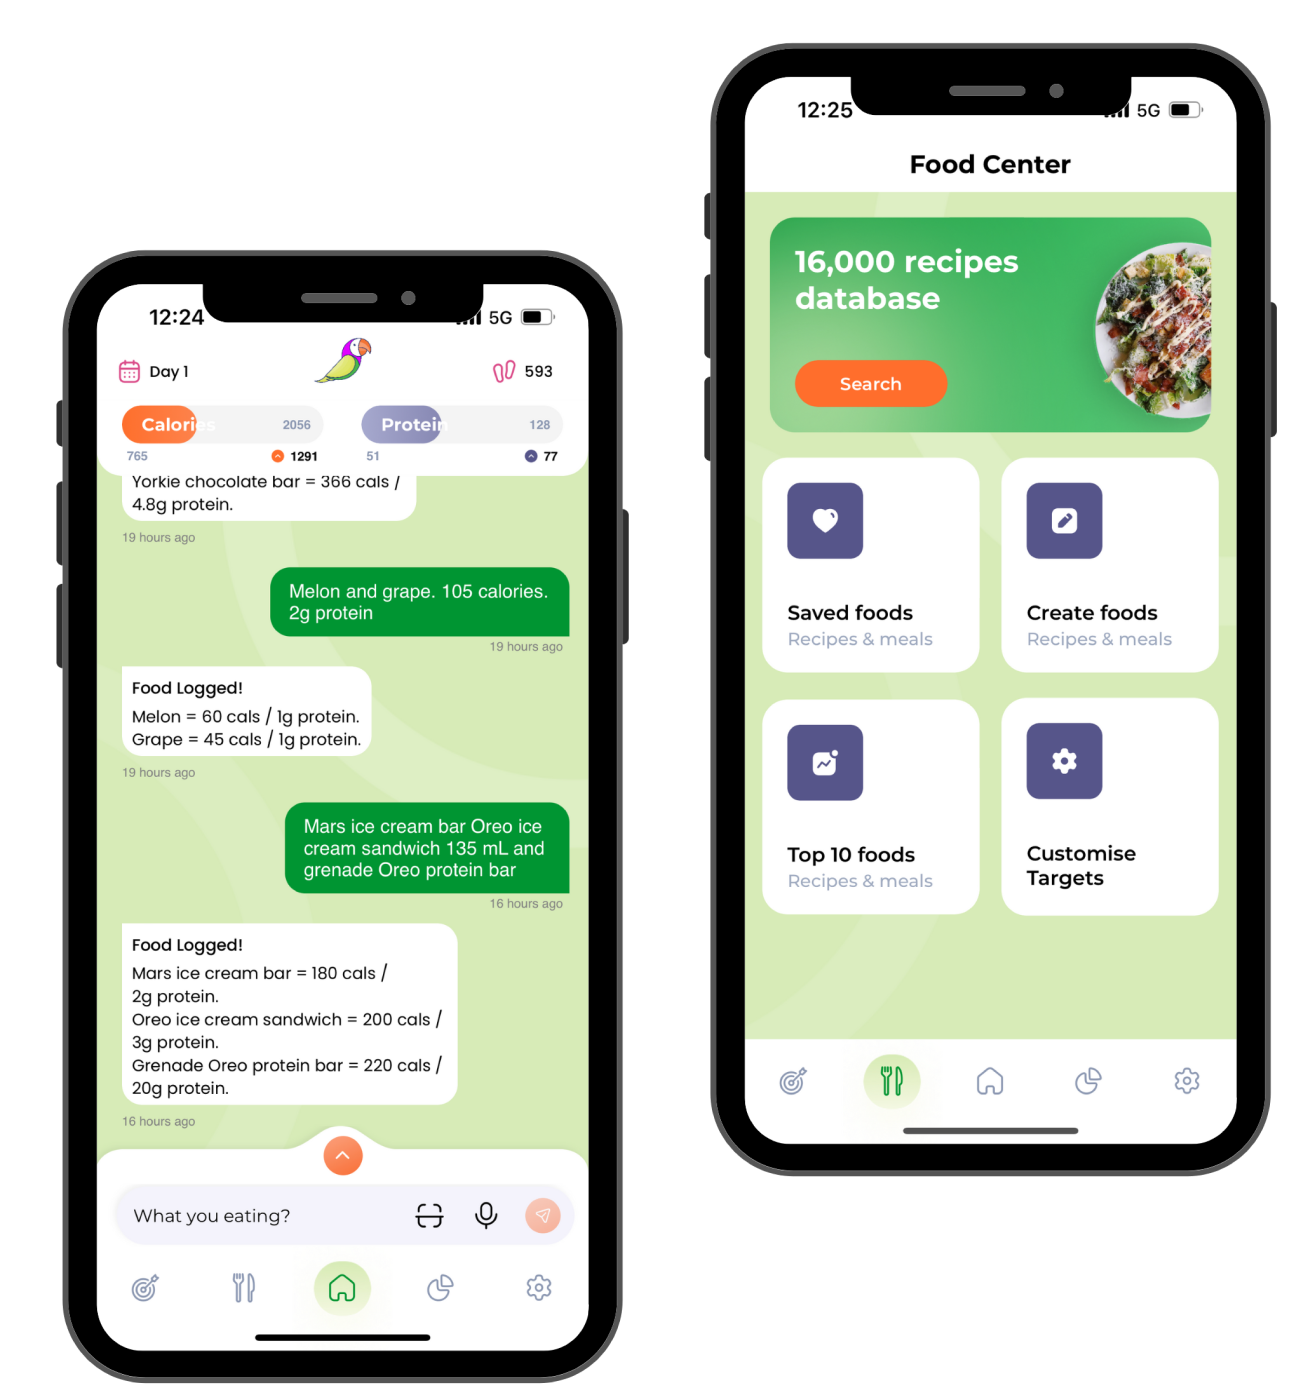 12:24
5G
Day 1
593
Calories
2056
Protein
128
765
1291
51
77
Yorkie chocolate bar = 366 cals /
4.8g protein.
19 hours ago
Melon and grape. 105 calories.
2g protein
19 hours ago
Food Logged!
Melon = 60 cals / 1g protein.
Grape = 45 cals / 1g protein.
19 hours ago
Mars ice cream bar Oreo ice
cream sandwich 135 mL and
grenade Oreo protein bar
16 hours ago
Food Logged!
Mars ice cream bar = 180 cals /
2g protein.
Oreo ice cream sandwich = 200 cals /
3g protein.
Grenade Oreo protein bar = 220 cals /
20g protein.
16 hours ago
What you eating?
12:25
5G
Food Center
16,000 recipes
database
Search
Saved foods
Recipes & meals
Create foods
Recipes & meals
Top 10 foods
Recipes & meals
Customise
Targets